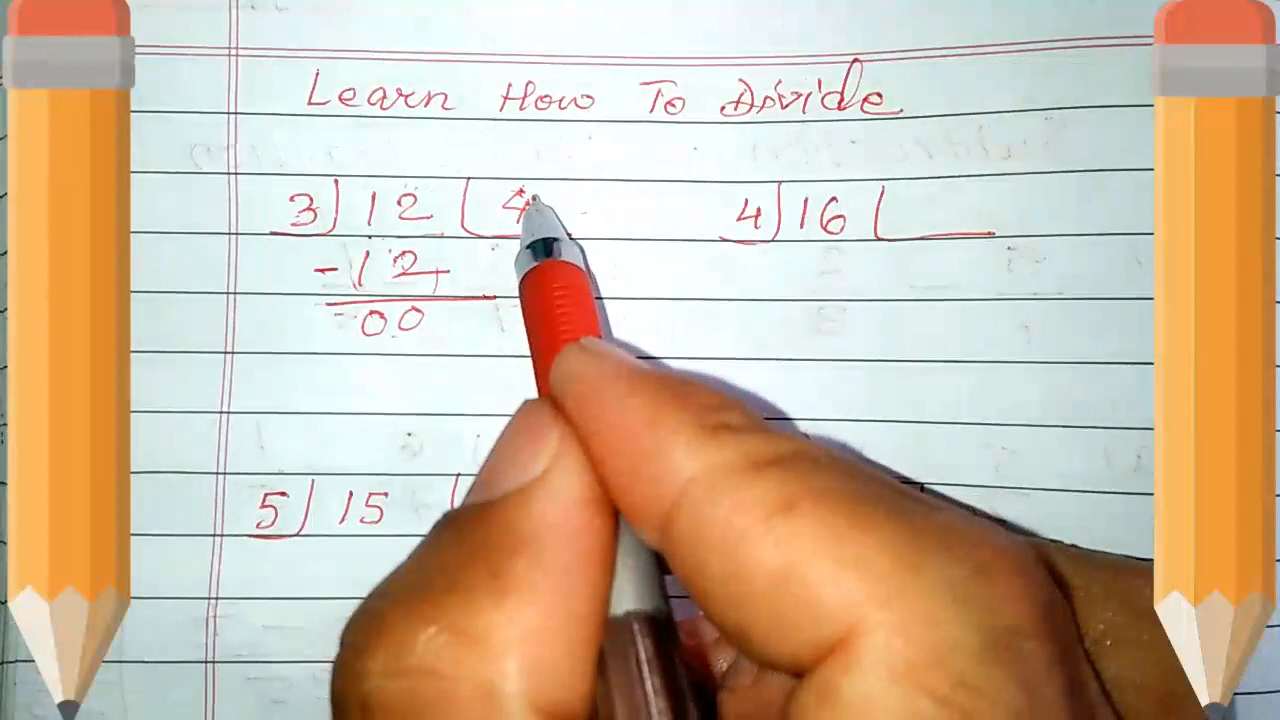 Learn How To Divide
3) 12 ( 4
4) 16 (
- 12
00
5) 15 (